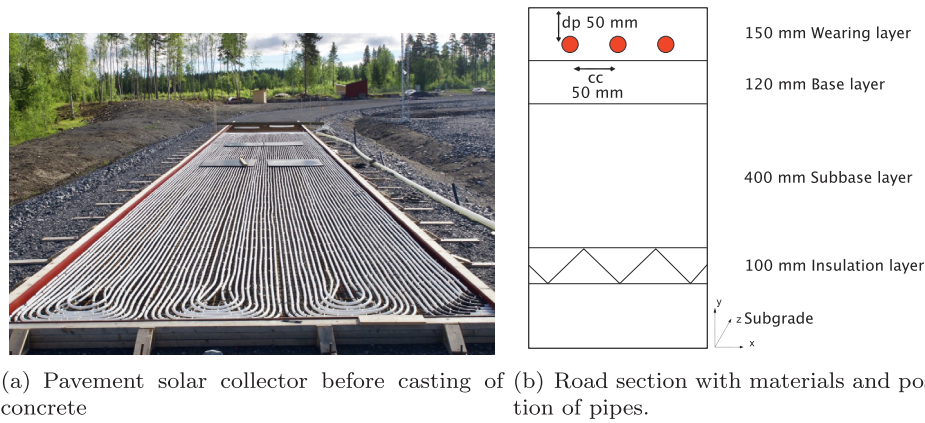 dp 50 mm
cc
50 mm
150 mm Wearing layer
120 mm Base layer
400 mm Subbase layer
100 mm Insulation layer
y
z
x
Subgrade
(a) Pavement solar collector before casting of
concrete
(b) Road section with materials and po
tion of pipes.